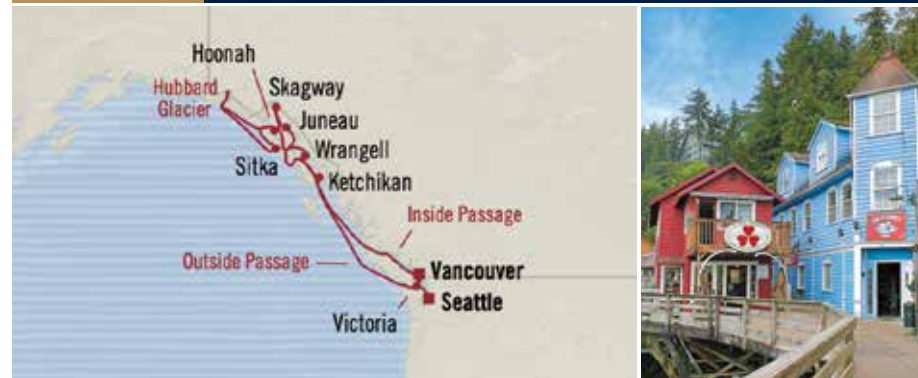 Hoonah
Hubbard
Glacier
Skagway
Juneau
Sitka
Wrangell
Ketchikan
Inside Passage
Outside Passage
Vancouver
Seattle
Victoria